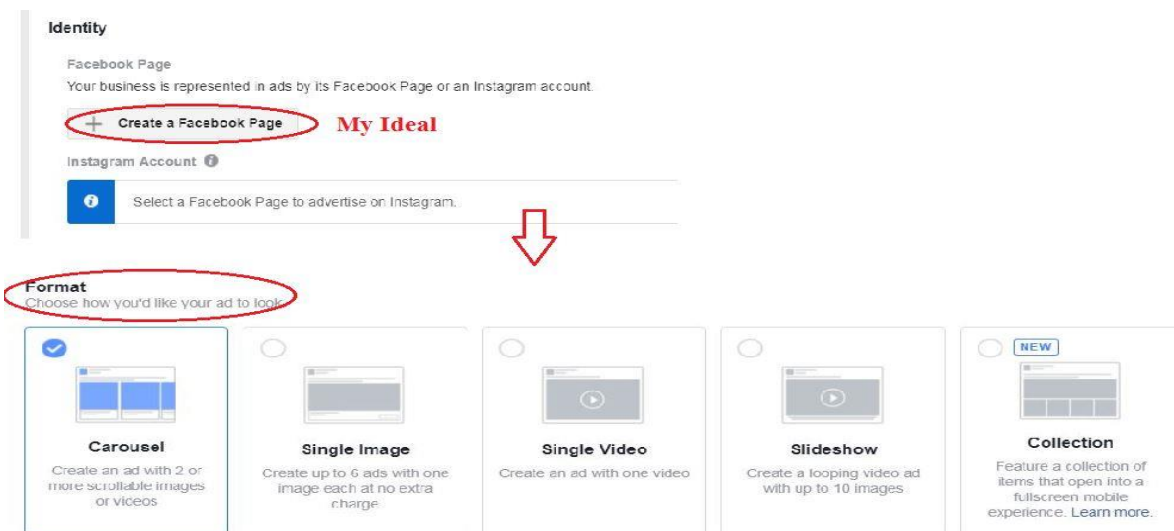 Identity
Facebook Page
Your business is represented in ads by its Facebook Page or an Instagram account.
Create a Facebook Page
My Ideal
Instagram Account
Select a Facebook Page to advertise on Instagram.
Format
Choose how you'd like your ad to look
NEW
Carousel
Create an ad with 2 or
more scrollable images
or videos
Single Image
Create up to 6 ads with one
image each at no extra
charge
Single Video
Create an ad with one video
Slideshow
Create a looping video ad
with up to 10 images
Collection
Feature a collection of
items that open into a
fullscreen mobile
experience. Learn more.